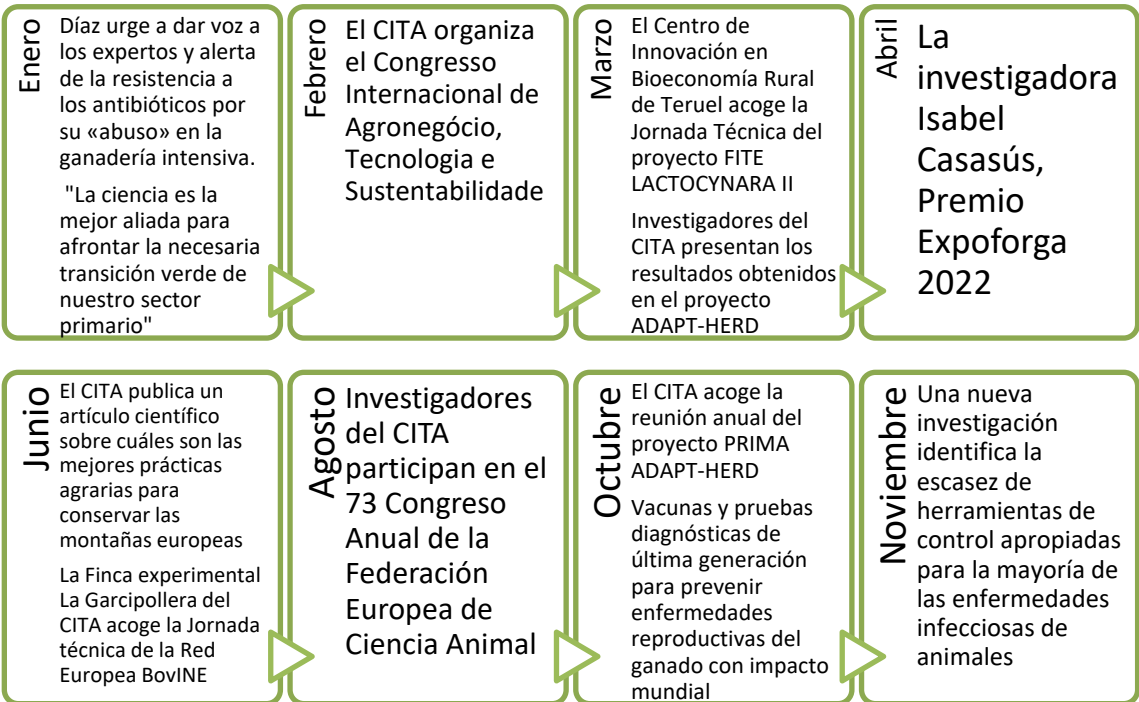 Enero
Díaz urge a dar voz a
los expertos y alerta
de la resistencia a
los antibióticos por
su «abuso» en la
ganadería intensiva.
"La ciencia es la
mejor aliada para
afrontar la necesaria
transición verde de
nuestro sector
primario"
Febrero
El CITA organiza
el Congresso
Internacional de
Agronegócio,
Tecnologia e
Sustentabilidade
Marzo
El Centro de
Innovación en
Bioeconomía Rural
de Teruel acoge la
Jornada Técnica del
proyecto FITE
LACTOCYNARA II
Investigadores del
CITA presentan los
resultados obtenidos
en el proyecto
ADAPT-HERD
Abril
La
investigadora
Isabel
Casasús,
Premio
Expoforga
2022
Junio
El CITA publica un
artículo científico
sobre cuáles son las
mejores prácticas
agrarias para
conservar las
montañas europeas
La Finca experimental
La Garcipollera del
CITA acoge la Jornada
técnica de la Red
Europea BovINE
Agosto
Investigadores
del CITA
participan en el
73 Congreso
Anual de la
Federación
Europea de
Ciencia Animal
Octubre
El CITA acoge la
reunión anual del
proyecto PRIMA
ADAPT-HERD
Vacunas y pruebas
diagnósticas de
última generación
para prevenir
enfermedades
reproductivas del
ganado con impacto
mundial
Noviembre
Una nueva
investigación
identifica la
escasez de
herramientas de
control apropiadas
para la mayoría de
las enfermedades
infecciosas de
animales